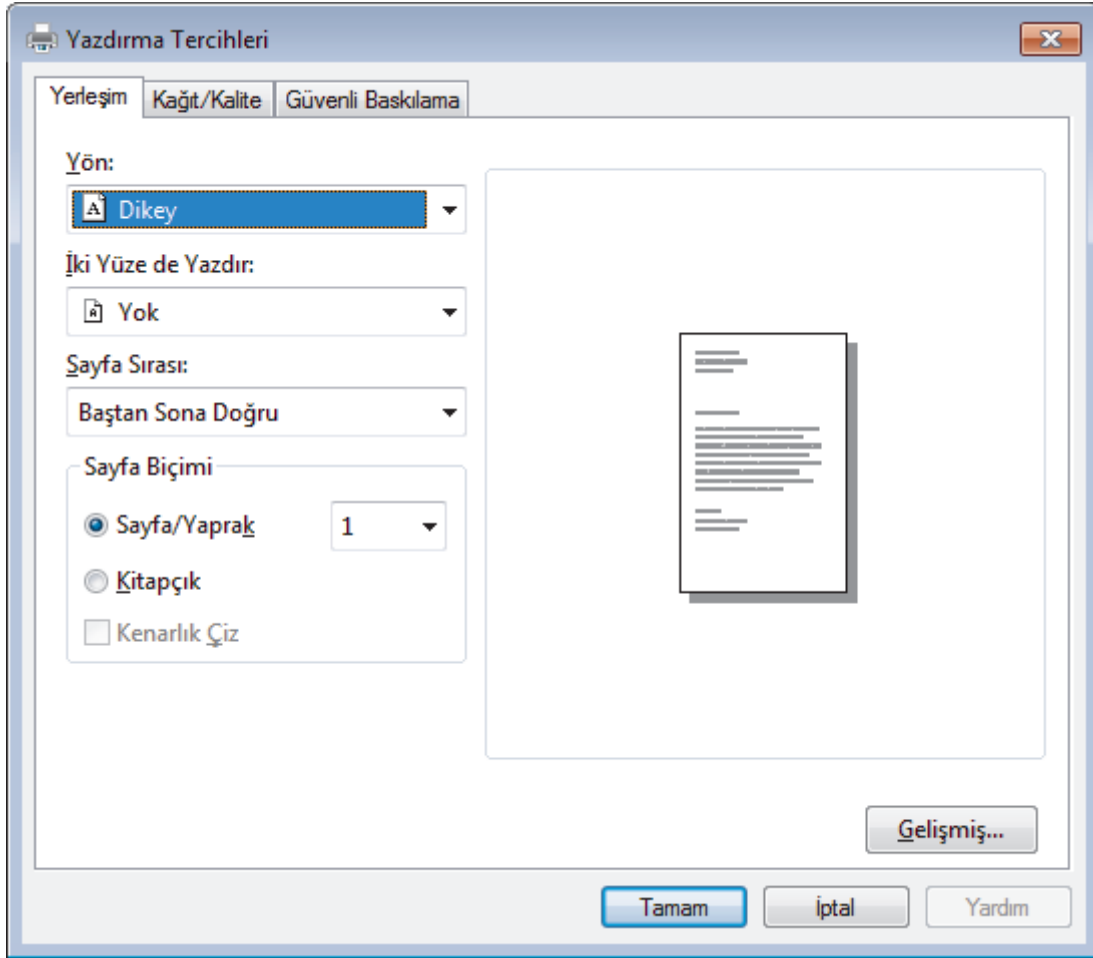 Yazdırma Tercihleri
Yerleşim Kağıt/Kalite Güvenli Baskılama
Yön:
Dikey
İki Yüze de Yazdır:
Yok
Sayfa Sırası:
Baştan Sona Doğru
Sayfa Biçimi
Sayfa/Yaprak 1
Kitapçık
Kenarlık Çiz
Gelişmiş...
Tamam İptal Yardım